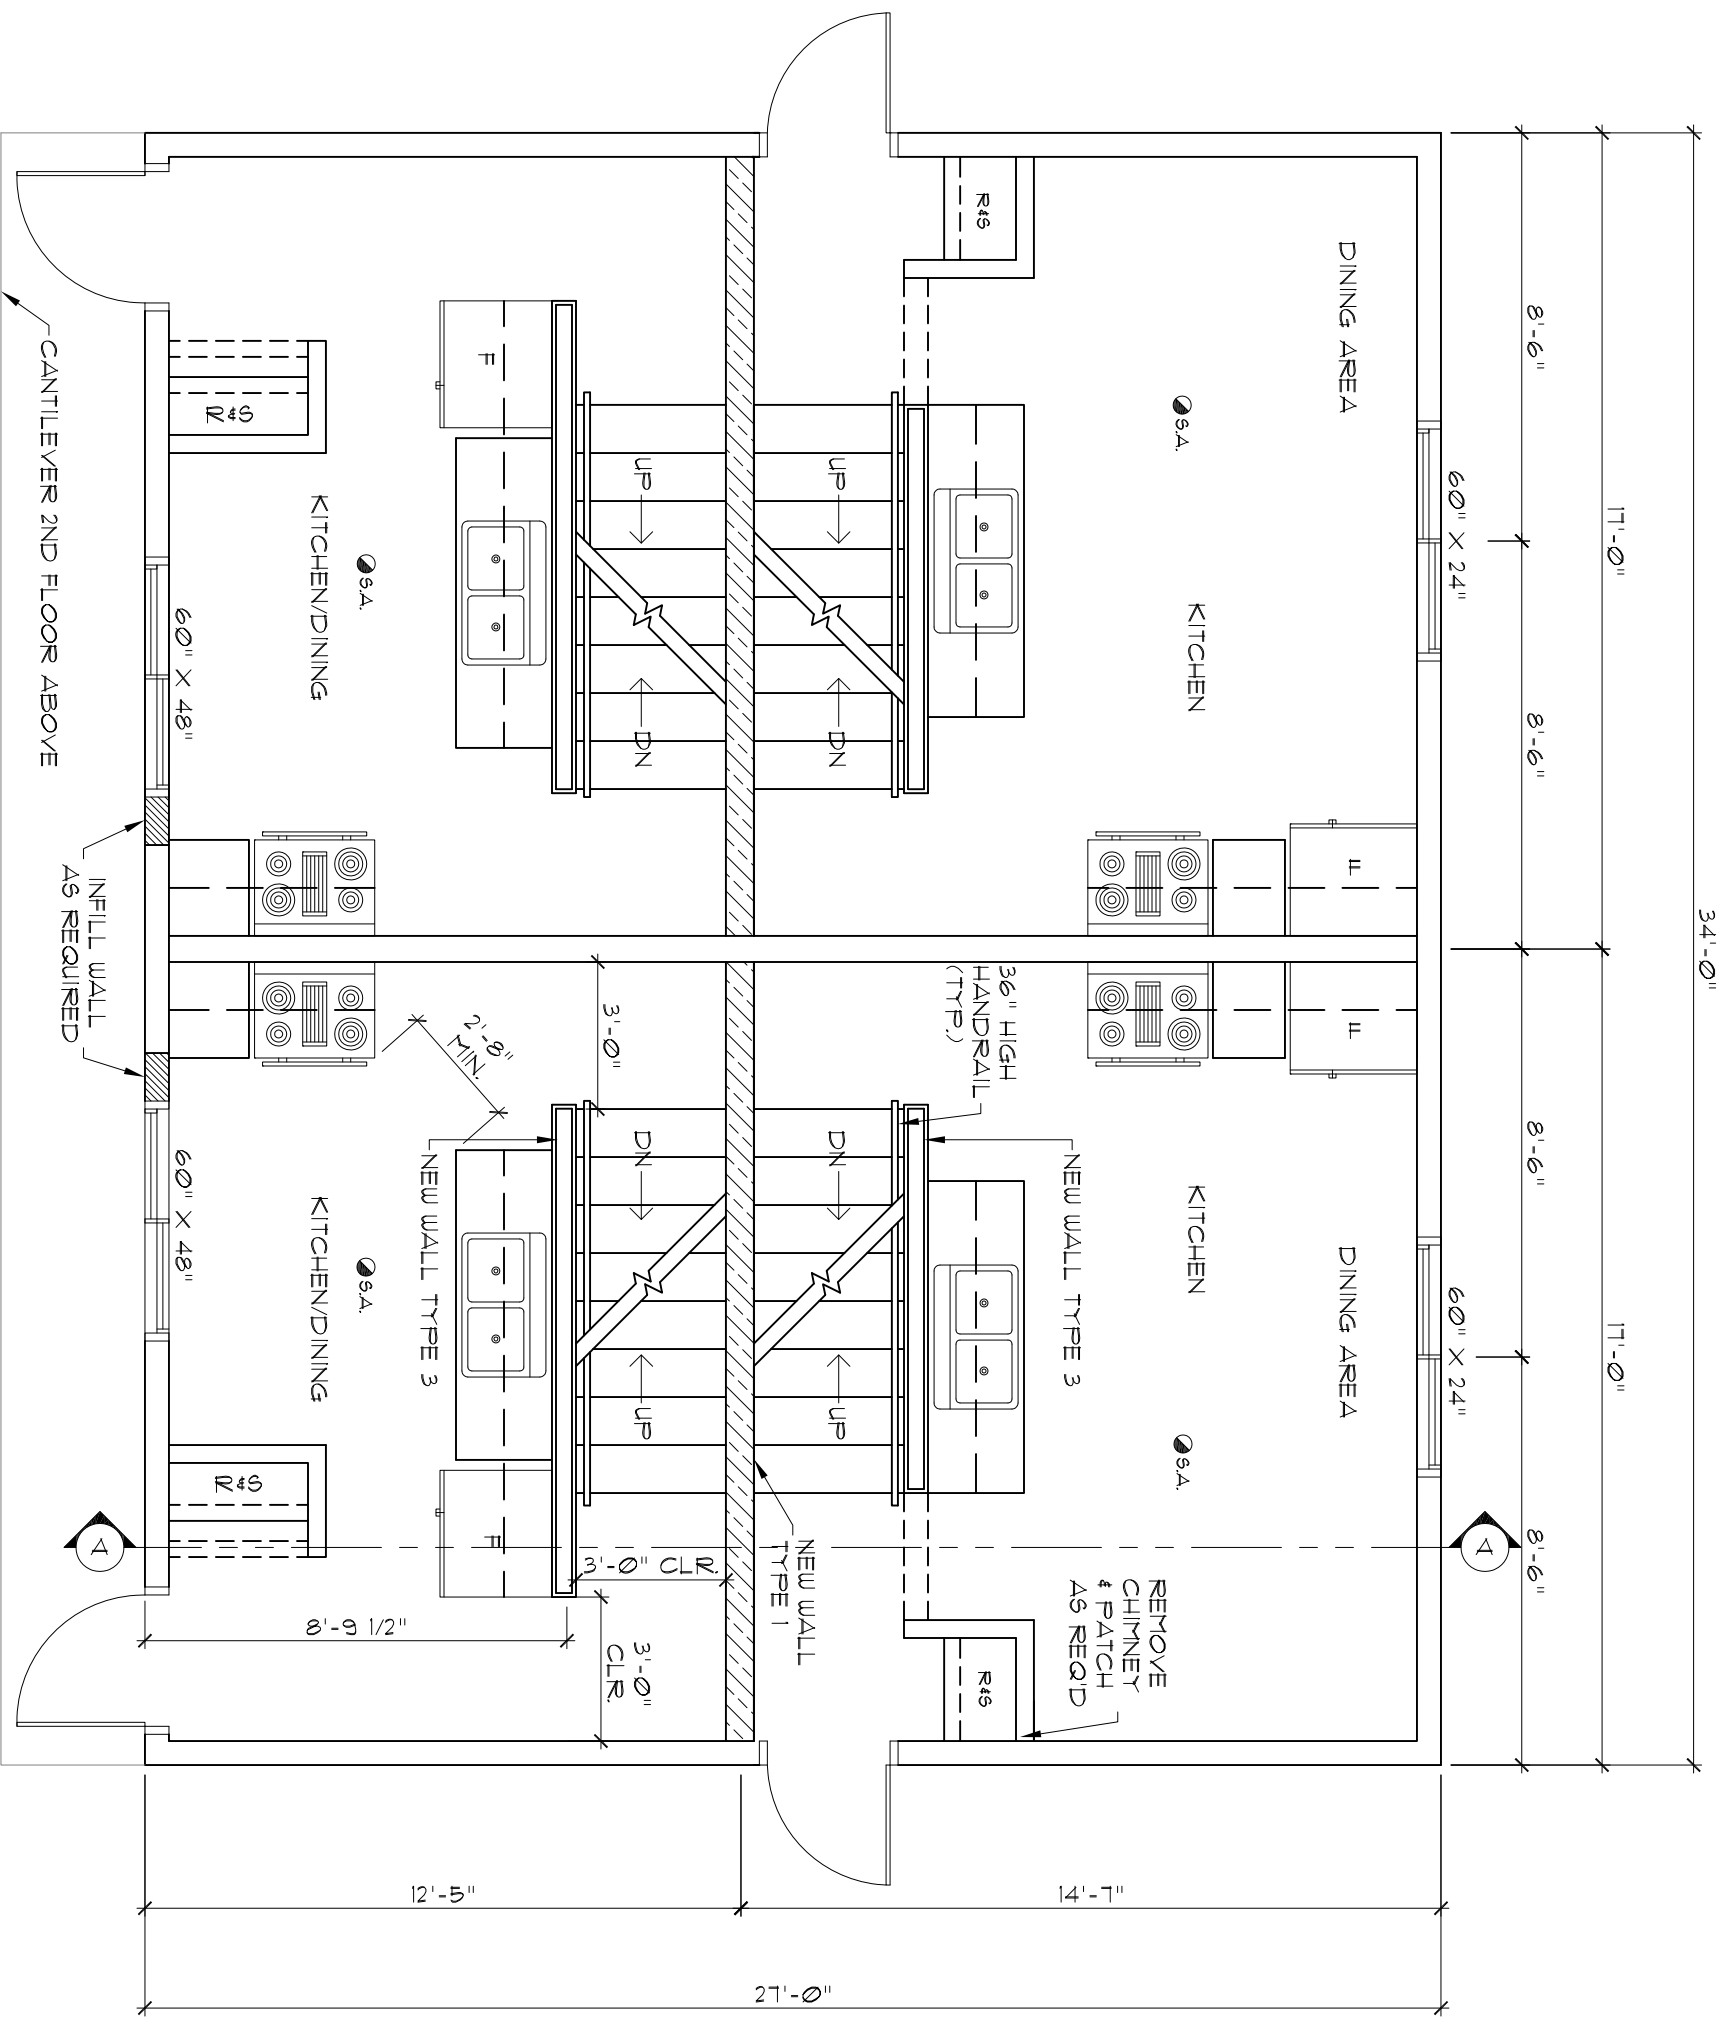 34'-0"
17'-0"
17'-0"
8'-6"
8'-6"
8'-6"
8'-6"
60" X 24"
60" X 24"
DINING AREA
DINING AREA
KITCHEN
KITCHEN
S.A.
S.A.
F
F
R&S
R&S
REMOVE
CHIMNEY
& PATCH
AS REQ'D
NEW WALL TYPE 3
36" HIGH
HANDRAIL
(TYP.)
UP
DN
DN
UP
NEW WALL
TYPE 1
UP
DN
DN
UP
3'-0"
3'-0" CLR.
3'-0"
CLR.
2'-8"
MIN.
F
F
NEW WALL TYPE 3
S.A.
S.A.
KITCHEN/DINING
KITCHEN/DINING
R&S
R&S
60" X 48"
60" X 48"
8'-9 1/2"
INFILL WALL
AS REQUIRED
CANTILEVER 2ND FLOOR ABOVE
A
A
12'-5"
14'-7"
27'-0"